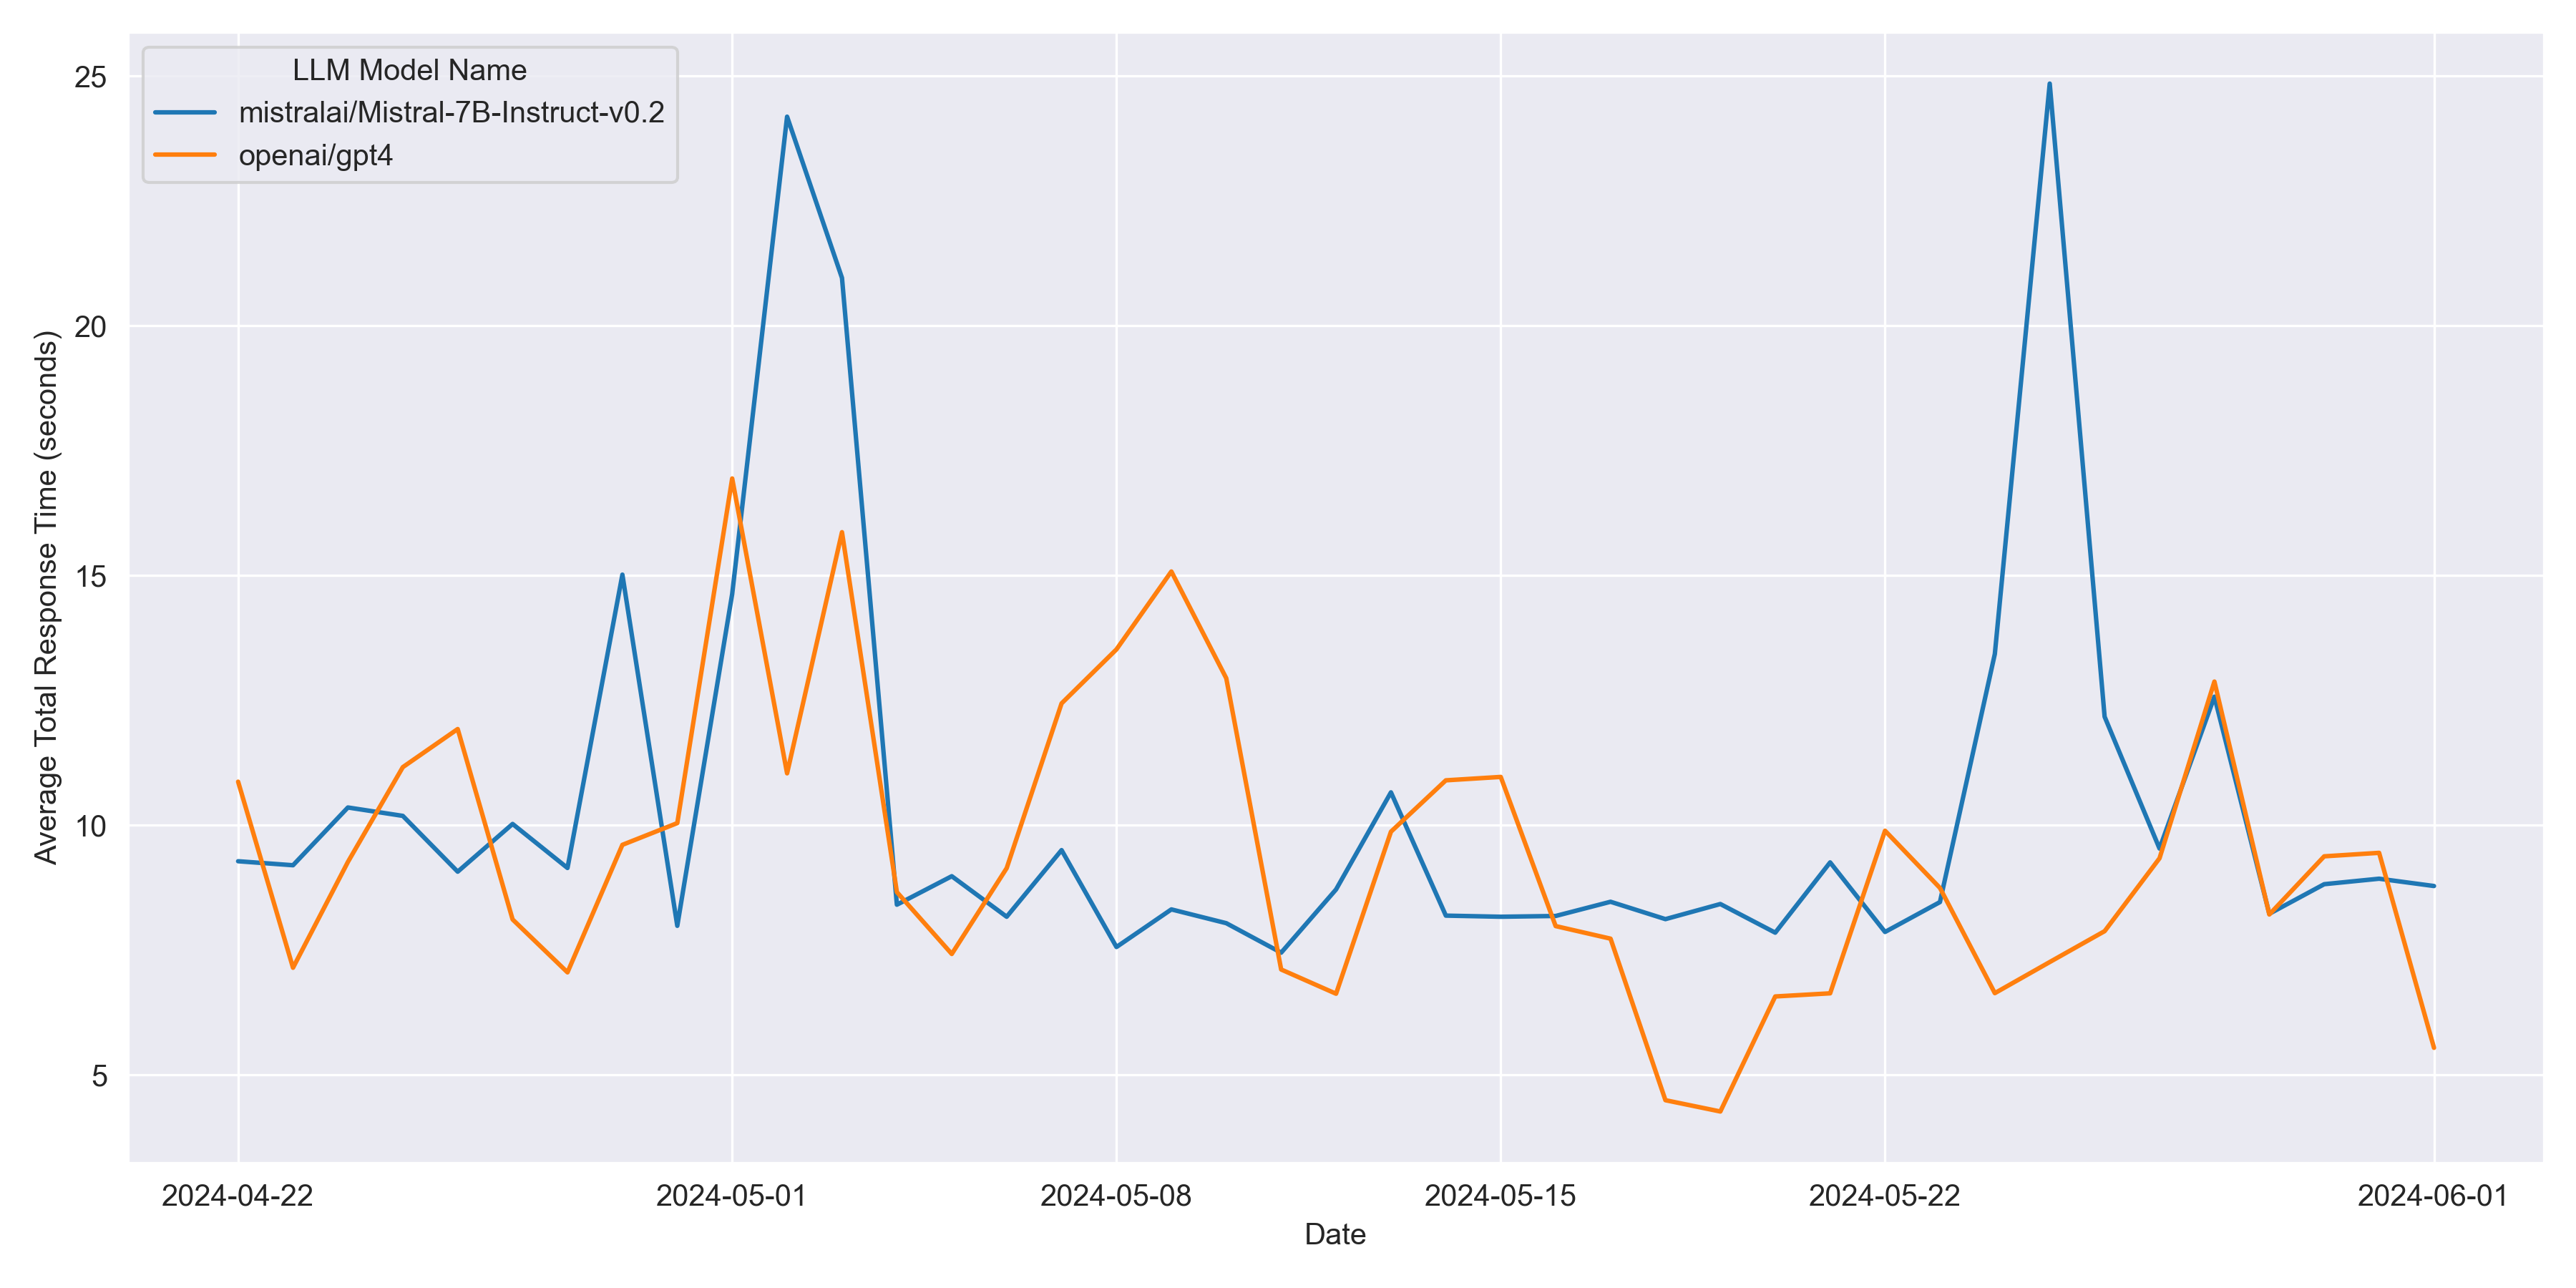 LLM Model Name
mistralai/Mistral-7B-Instruct-v0.2
openai/gpt4
Average Total Response Time (seconds)
25
20
15
10
5
2024-04-22 2024-05-01 2024-05-08 2024-05-15 2024-05-22 2024-06-01
Date